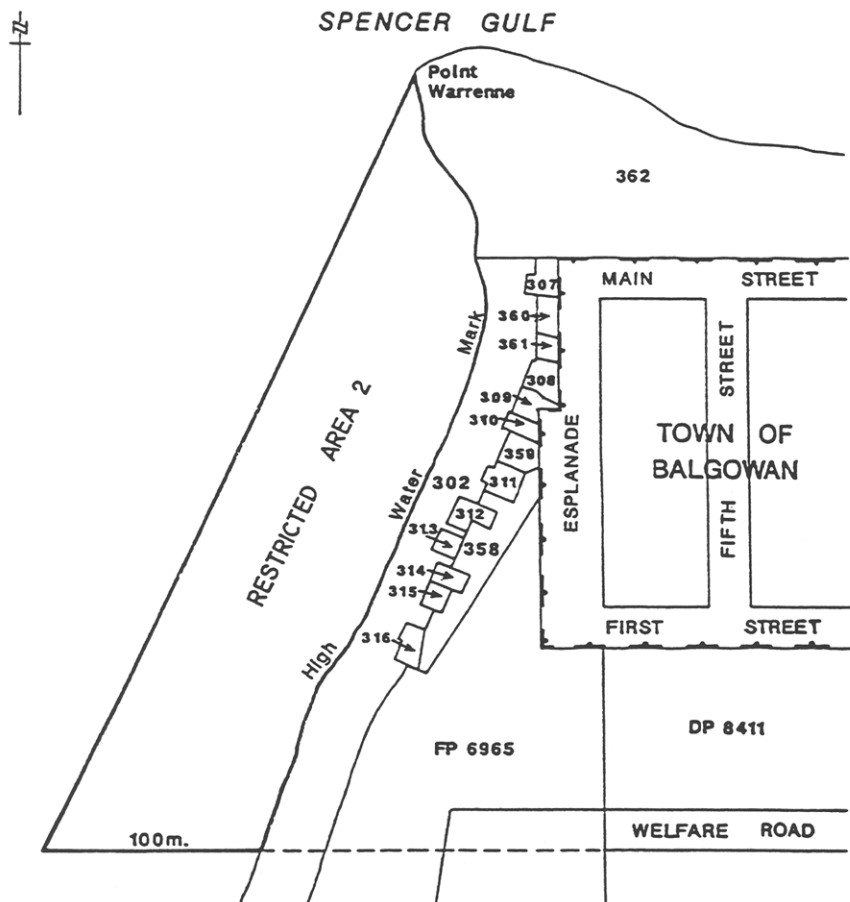 N
SPENCER GULF
Point
Warrenne
362
307
MAIN STREET
360
Mark
361
308
STREET
309
310
RESTRICTED AREA 2
ESPLANADE
TOWN OF
BALGOWAN
359
302
311
Water
312
313
358
FIFTH
314
315
316
FIRST STREET
High
DP 8411
FP 6965
100m.
WELFARE ROAD